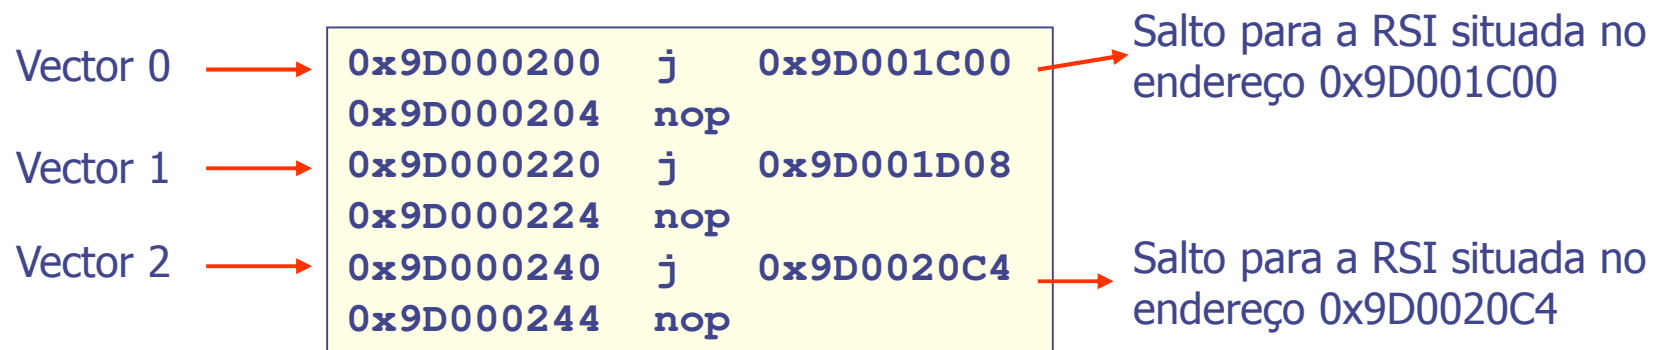 Vector 0
0x9D000200 j 0x9D001C00
Salto para a RSI situada no
endereço 0x9D001C00
0x9D000204 nop
Vector 1
0x9D000220 j 0x9D001D08
0x9D000224 nop
Vector 2
0x9D000240 j 0x9D0020C4
Salto para a RSI situada no
endereço 0x9D0020C4
0x9D000244 nop